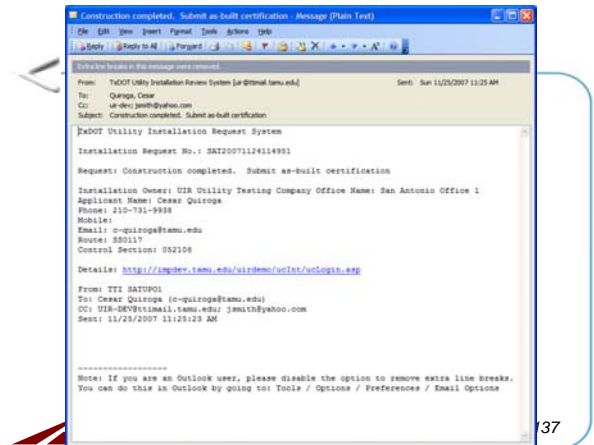 Construction completed. Submit as-built certification - Message (Plain Text)
File Edit View Insert Format Tools Actions Help
Reply Reply to All Forward
Extra line breaks in this message were removed.
From: TxDOT Utility Installation Review System [uir@ttimail.tamu.edu] Sent: Sun 11/25/2007 11:25 AM
To: Quiroga, Cesar
Cc: uir-dev; jsmith@yahoo.com
Subject: Construction completed. Submit as-built certification
TxDOT Utility Installation Request System
Installation Request No.: SAT20071124114951
Request: Construction completed. Submit as-built certification
Installation Owner: UIR Utility Testing Company Office Name: San Antonio Office 1
Applicant Name: Cesar Quiroga
Phone: 210-731-9938
Mobile:
Email: c-quiroga@tamu.edu
Route: SS0117
Control Section: 052108
Details: http://impdev.tamu.edu/uirdemo/ucInt/ucLogin.asp
From: TTI SATUPO1
To: Cesar Quiroga (c-quiroga@tamu.edu)
CC: UIR-DEV@ttimail.tamu.edu; jsmith@yahoo.com
Sent: 11/25/2007 11:25:23 AM
------------------
Note: If you are an Outlook user, please disable the option to remove extra line breaks.
You can do this in Outlook by going to: Tools / Options / Preferences / Email Options
137